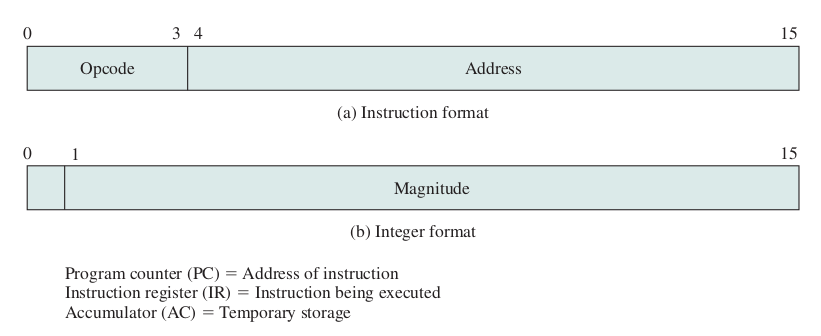 0 3 4 15
Opcode Address
(a) Instruction format
0 1 15
Magnitude
(b) Integer format
Program counter (PC) = Address of instruction
Instruction register (IR) = Instruction being executed
Accumulator (AC) = Temporary storage